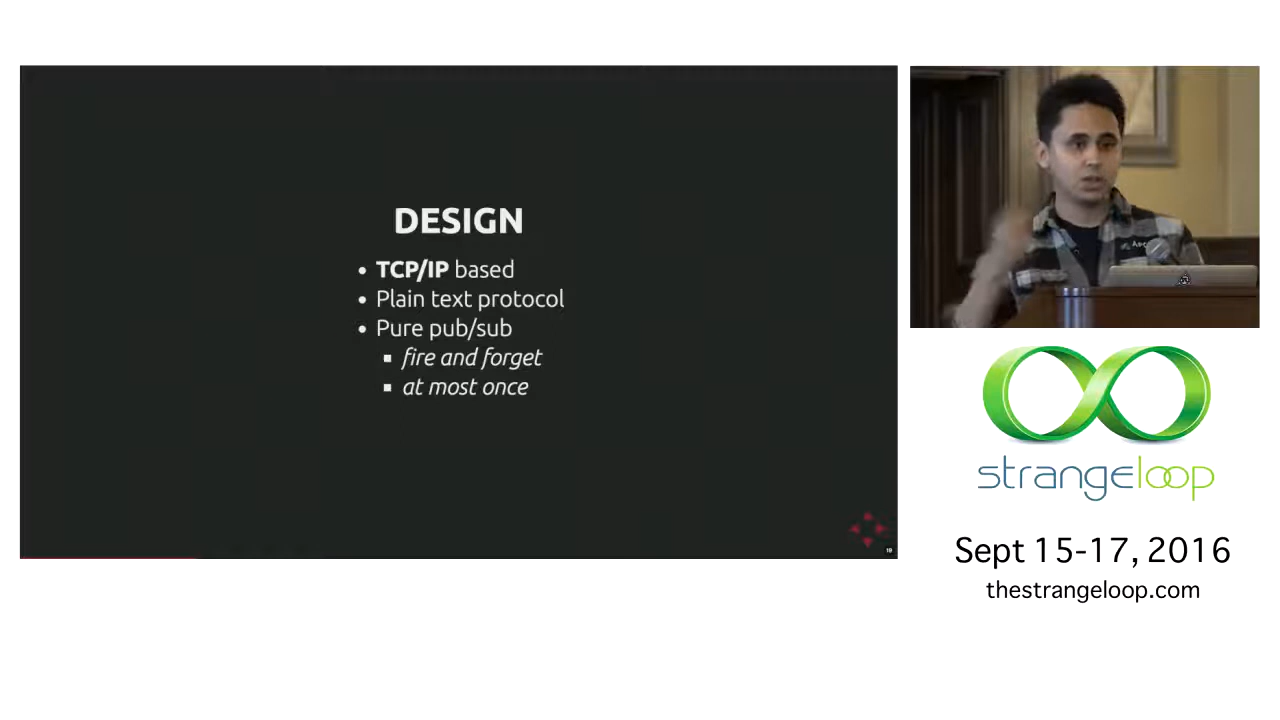 DESIGN
• TCP/IP based
• Plain text protocol
• Pure pub/sub
▪ fire and forget
▪ at most once
19
strangeloop
Sept 15-17, 2016
thestrangeloop.com